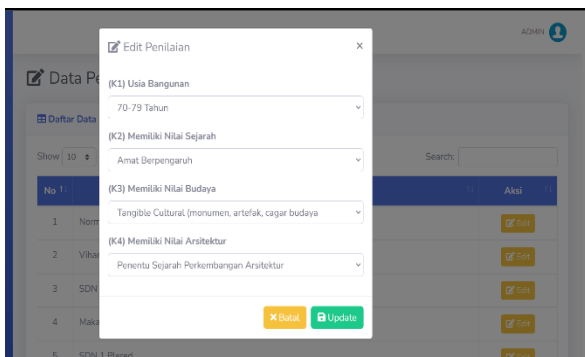 ADMIN
Edit Penilaian
×
Data Pe
(K1) Usia Bangunan
70-79 Tahun
Daftar Data
(K2) Memiliki Nilai Sejarah
Show 10
Amat Berpengaruh
Search:
(K3) Memiliki Nilai Budaya
No
Aksi
Tangible Cultural (monumen, artefak, cagar budaya
1 Norm
Edit
(K4) Memiliki Nilai Arsitektur
2 Vihar
Penentu Sejarah Perkembangan Arsitektur
Edit
3 SDN
Edit
Batal
Update
4 Maka
Edit
5 SDN 1 Plered
Edit